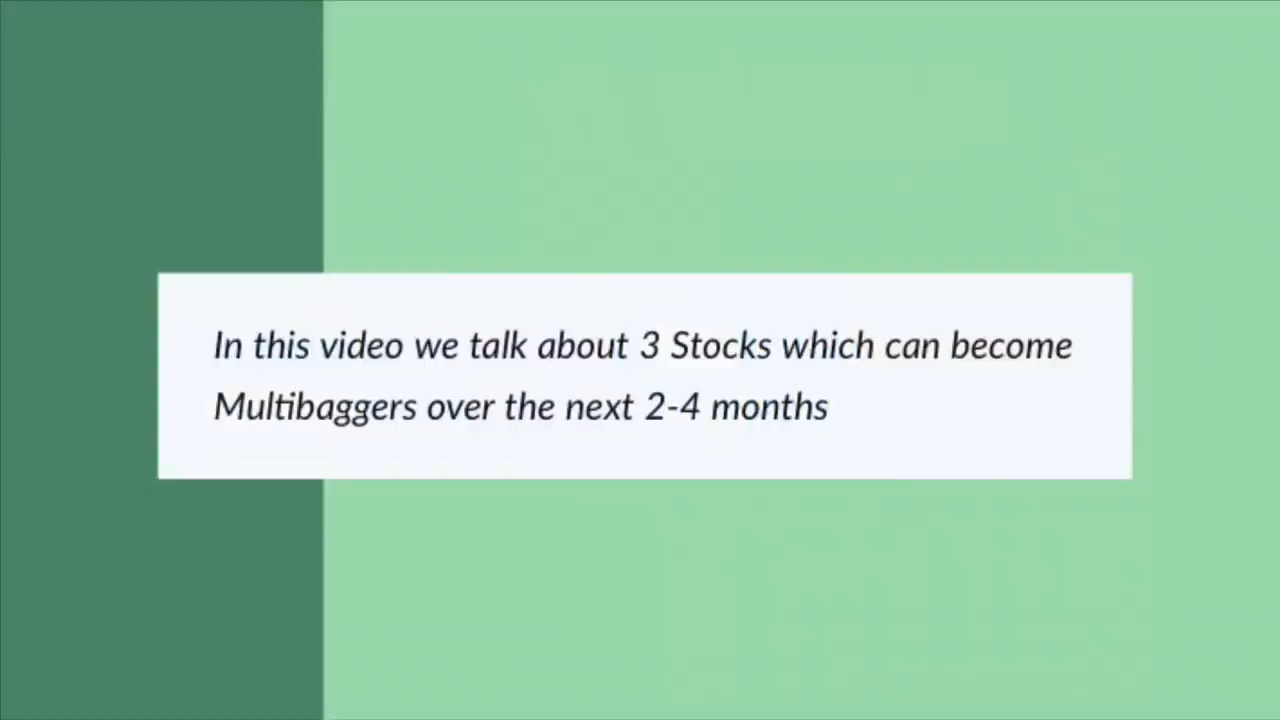 In this video we talk about 3 Stocks which can become
Multibaggers over the next 2-4 months